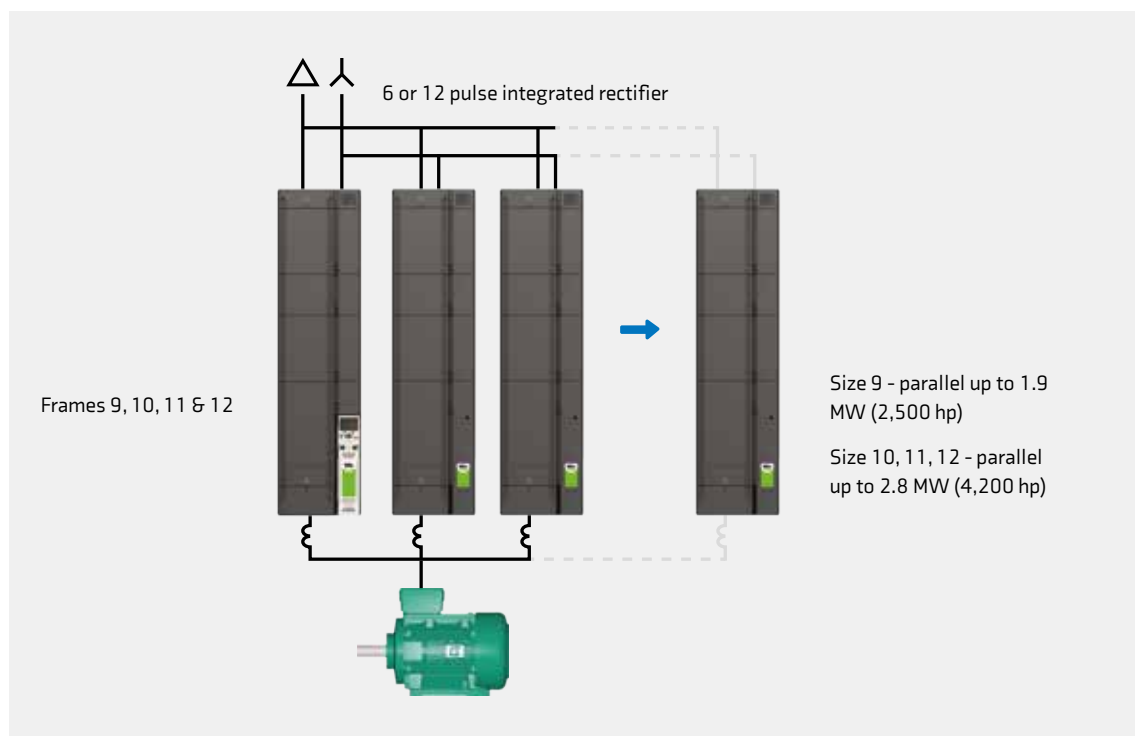 6 or 12 pulse integrated rectifier
Frames 9, 10, 11 & 12
Size 9 - parallel up to 1.9
MW (2,500 hp)
Size 10, 11, 12 - parallel
up to 2.8 MW (4,200 hp)